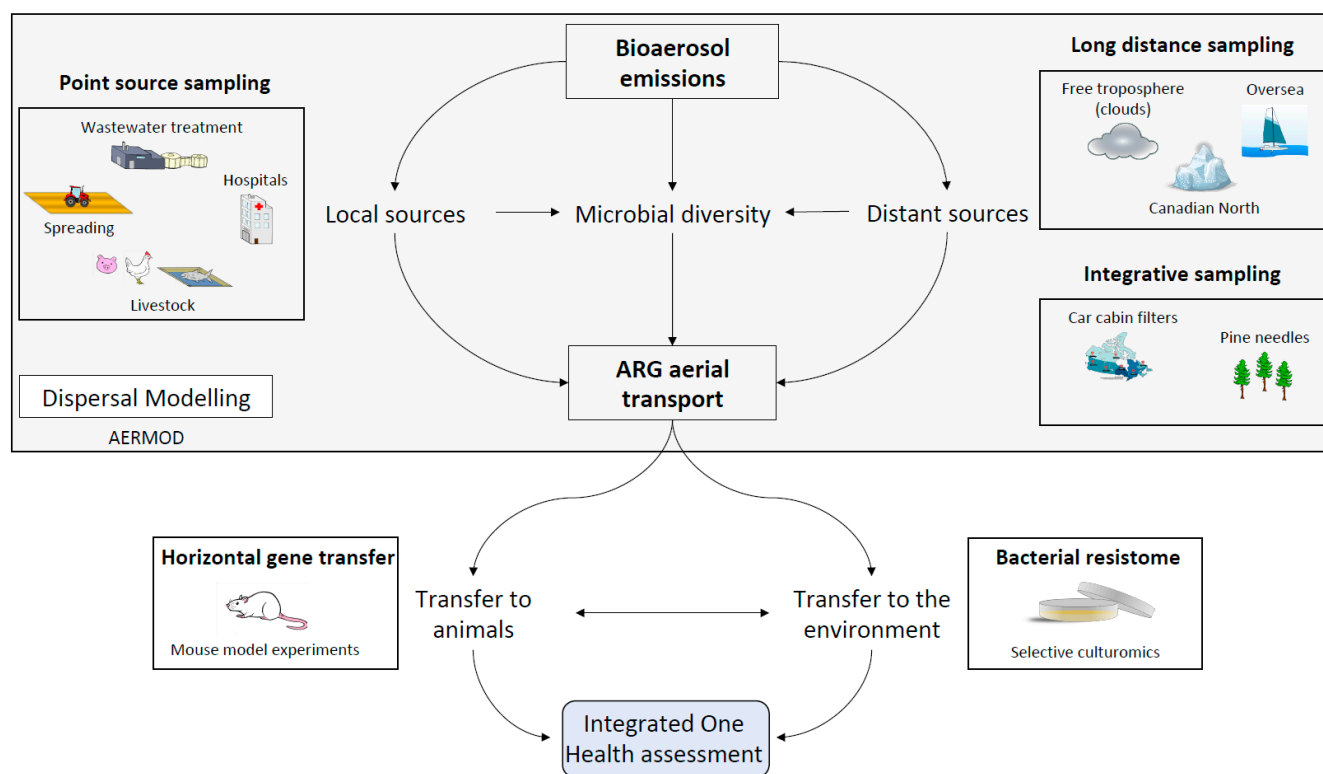 Bioaerosol
emissions
Point source sampling
Wastewater treatment
Hospitals
Spreading
Livestock
Long distance sampling
Free troposphere
(clouds)
Oversea
Canadian North
Local sources
Microbial diversity
Distant sources
Integrative sampling
Car cabin filters
Pine needles
ARG aerial
transport
Dispersal Modelling
AERMOD
Horizontal gene transfer
Mouse model experiments
Transfer to
animals
Transfer to the
environment
Bacterial resistome
Selective culturomics
Integrated One
Health assessment